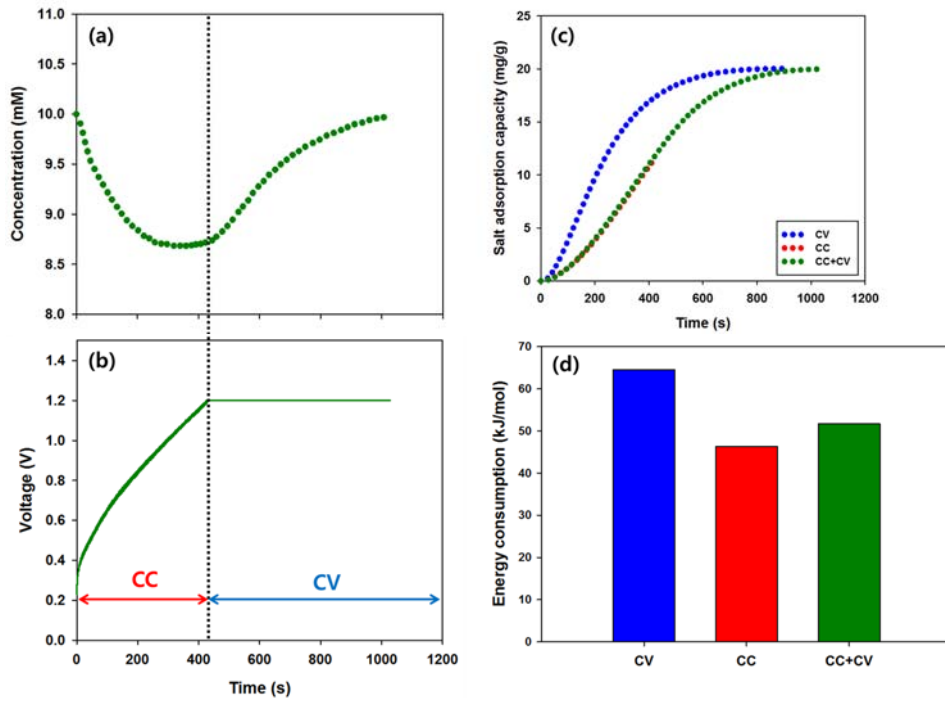 (a)
11.0
10.5
10.0
9.5
9.0
8.5
8.0
Concentration (mM)
(b)
1.4
1.2
1.0
0.8
0.6
0.4
0.2
0.0
Voltage (V)
CC
CV
0 200 400 600 800 1000 1200
Time (s)
(c)
25
20
15
10
5
0
Salt adsorption capacity (mg/g)
CV
CC
CC+CV
0 200 400 600 800 1000 1200
Time (s)
(d)
70
60
50
40
30
20
10
0
Energy consumption (kJ/mol)
CV CC CC+CV